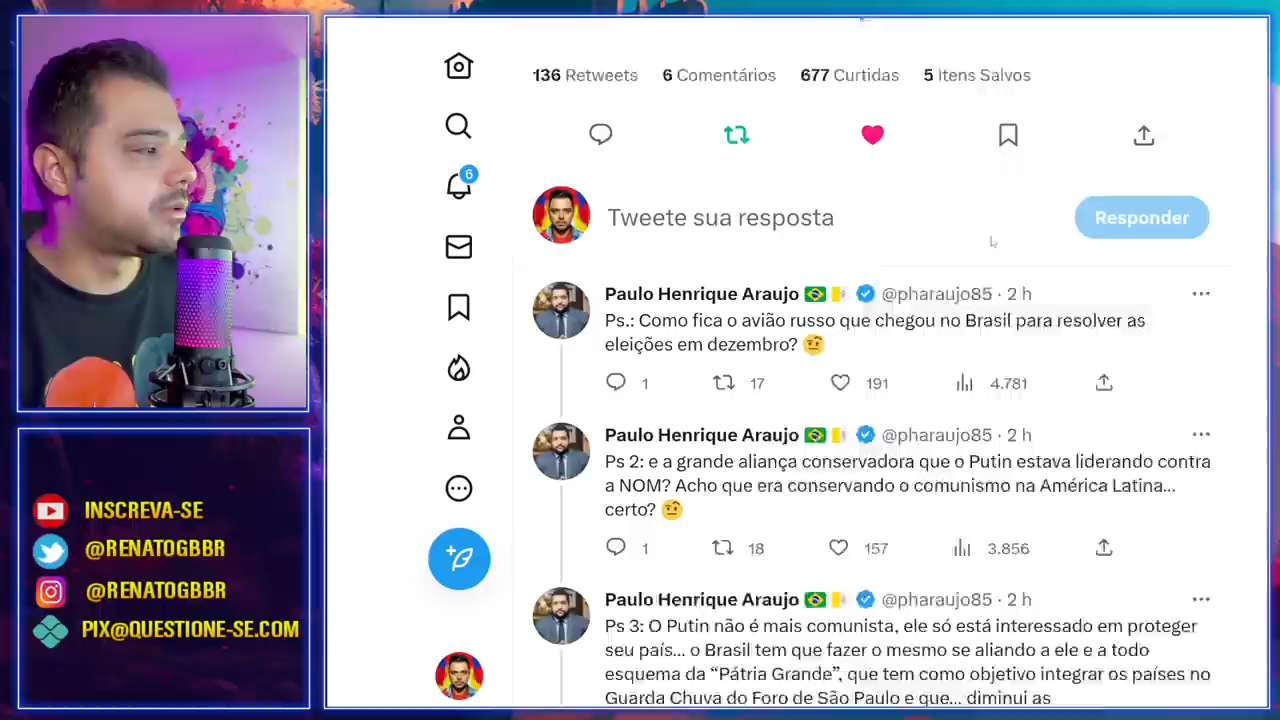 136 Retweets 6 Comentários 677 Curtidas 5 Itens Salvos
6
Tweete sua resposta
Responder
Paulo Henrique Araujo @pharaujo85 · 2 h
Ps.: Como fica o avião russo que chegou no Brasil para resolver as
eleições em dezembro? 🤨
1 17 191 4.781
Paulo Henrique Araujo @pharaujo85 · 2 h
Ps 2: e a grande aliança conservadora que o Putin estava liderando contra
a NOM? Acho que era conservando o comunismo na América Latina...
certo? 🤨
1 18 157 3.856
Paulo Henrique Araujo @pharaujo85 · 2 h
Ps 3: O Putin não é mais comunista, ele só está interessado em proteger
seu país... o Brasil tem que fazer o mesmo se aliando a ele e a todo
esquema da “Pátria Grande”, que tem como objetivo integrar os países no
Guarda Chuva do Foro de São Paulo e que... diminui as
INSCREVA-SE
@RENATOGBBR
@RENATOGBBR
PIX@QUESTIONE-SE.COM